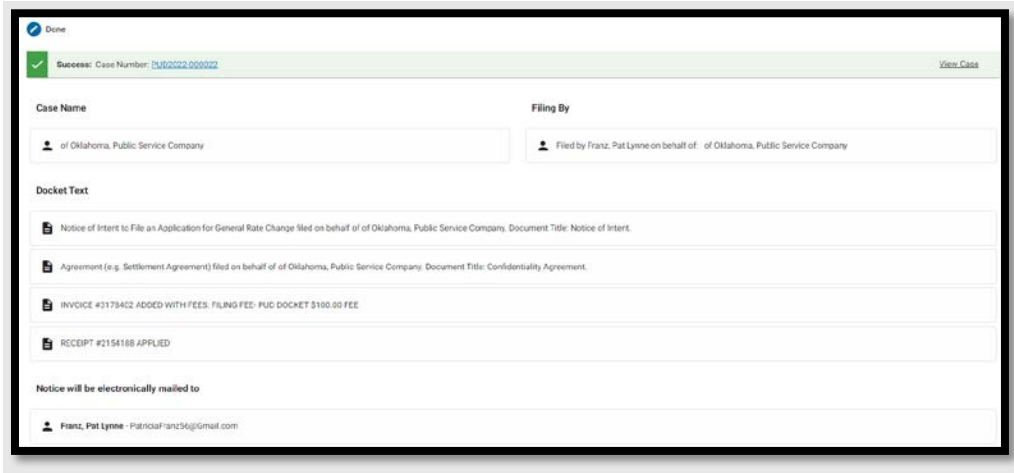 Done
Success: Case Number: PUD2022-000022
View Case
Case Name
Filing By
of Oklahoma, Public Service Company
Filed by Franz, Pat Lynne on behalf of: of Oklahoma, Public Service Company
Docket Text
Notice of Intent to File an Application for General Rate Change filed on behalf of of Oklahoma, Public Service Company. Document Title: Notice of Intent.
Agreement (e.g. Settlement Agreement) filed on behalf of of Oklahoma, Public Service Company. Document Title: Confidentiality Agreement.
INVOICE #3178402 ADDED WITH FEES: FILING FEE- PUD DOCKET $100.00 FEE
RECEIPT #2154188 APPLIED
Notice will be electronically mailed to
Franz, Pat Lynne - PatriciaFranz56@Gmail.com